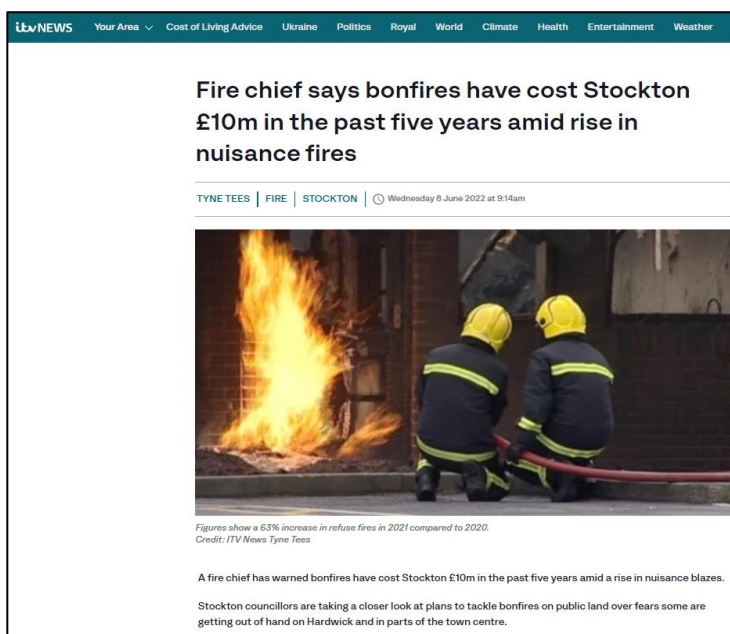 itv NEWS Your Area Cost of Living Advice Ukraine Politics Royal World Climate Health Entertainment Weather
Fire chief says bonfires have cost Stockton
£10m in the past five years amid rise in
nuisance fires
TYNE TEES FIRE STOCKTON Wednesday 8 June 2022 at 9:14am
Figures show a 63% increase in refuse fires in 2021 compared to 2020.
Credit: ITV News Tyne Tees
A fire chief has warned bonfires have cost Stockton £10m in the past five years amid a rise in nuisance blazes.
Stockton councillors are taking a closer look at plans to tackle bonfires on public land over fears some are
getting out of hand on Hardwick and in parts of the town centre.